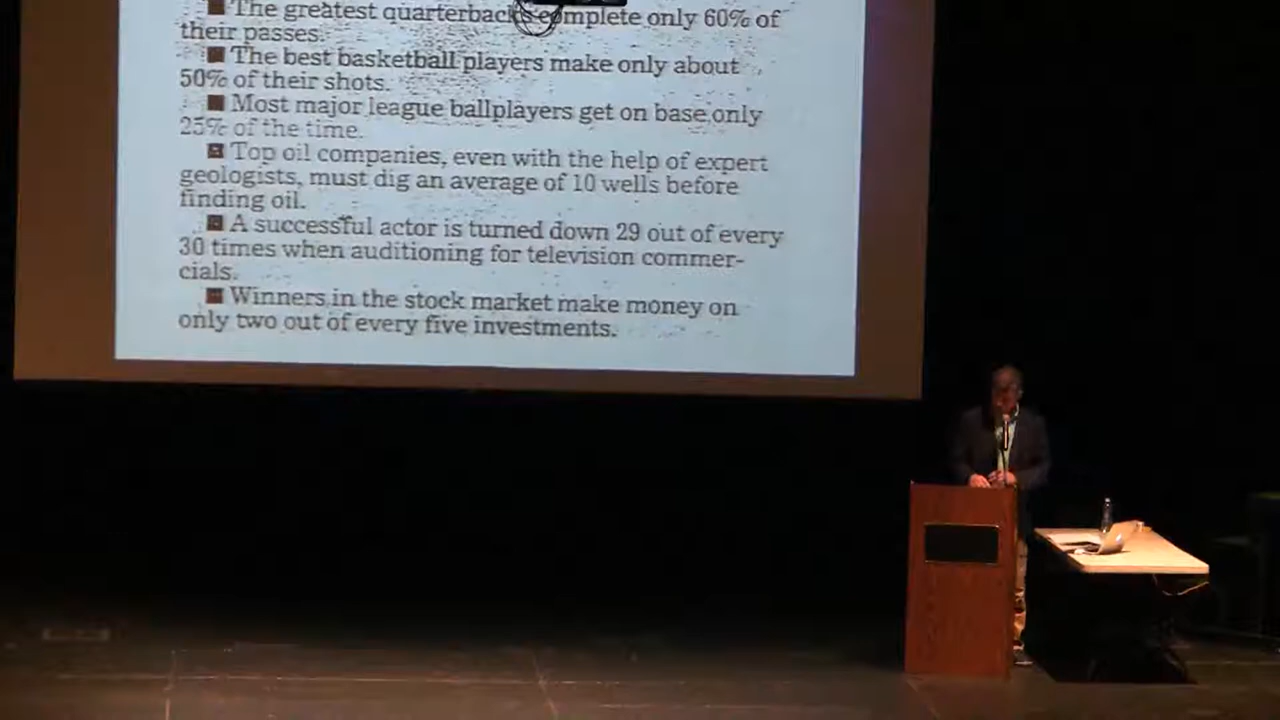 ■ The greatest quarterbacks complete only 60% of
their passes.
■ The best basketball players make only about
50% of their shots.
■ Most major league ballplayers get on base only
25% of the time.
■ Top oil companies, even with the help of expert
geologists, must dig an average of 10 wells before
finding oil.
■ A successful actor is turned down 29 out of every
30 times when auditioning for television commer-
cials.
■ Winners in the stock market make money on
only two out of every five investments.